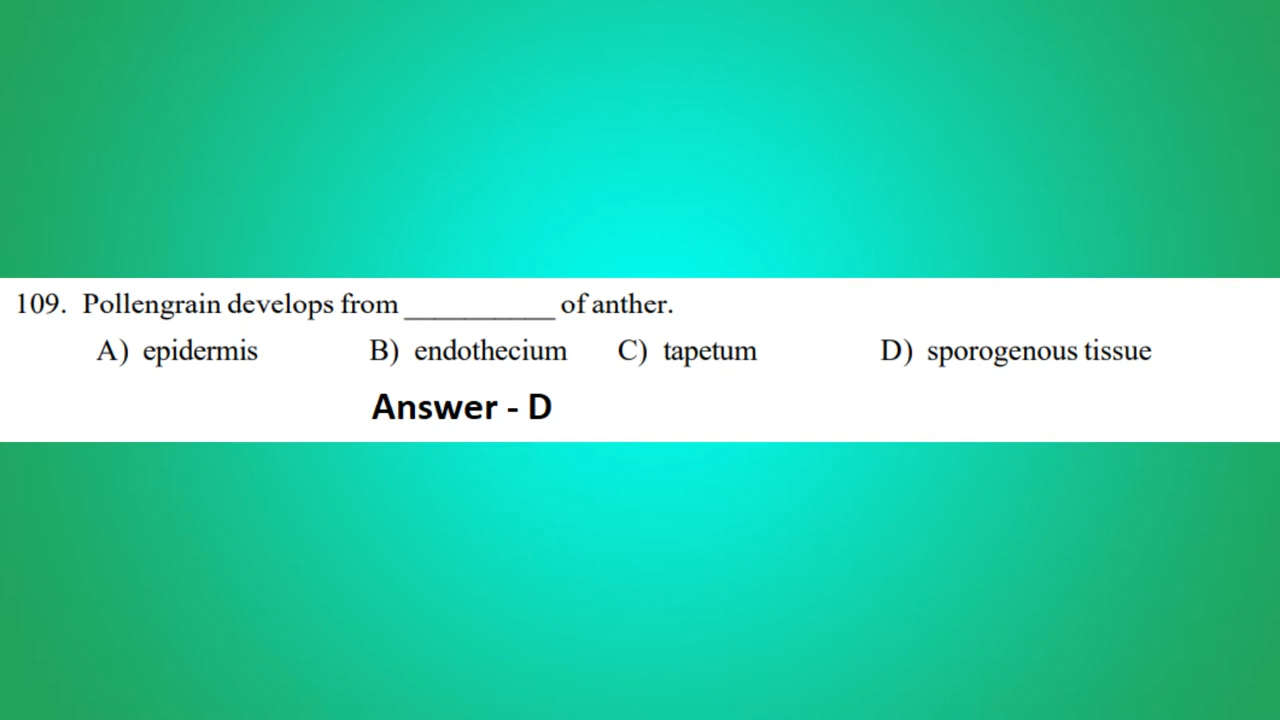 109. Pollengrain develops from __________ of anther.
A) epidermis B) endothecium C) tapetum D) sporogenous tissue
Answer - D